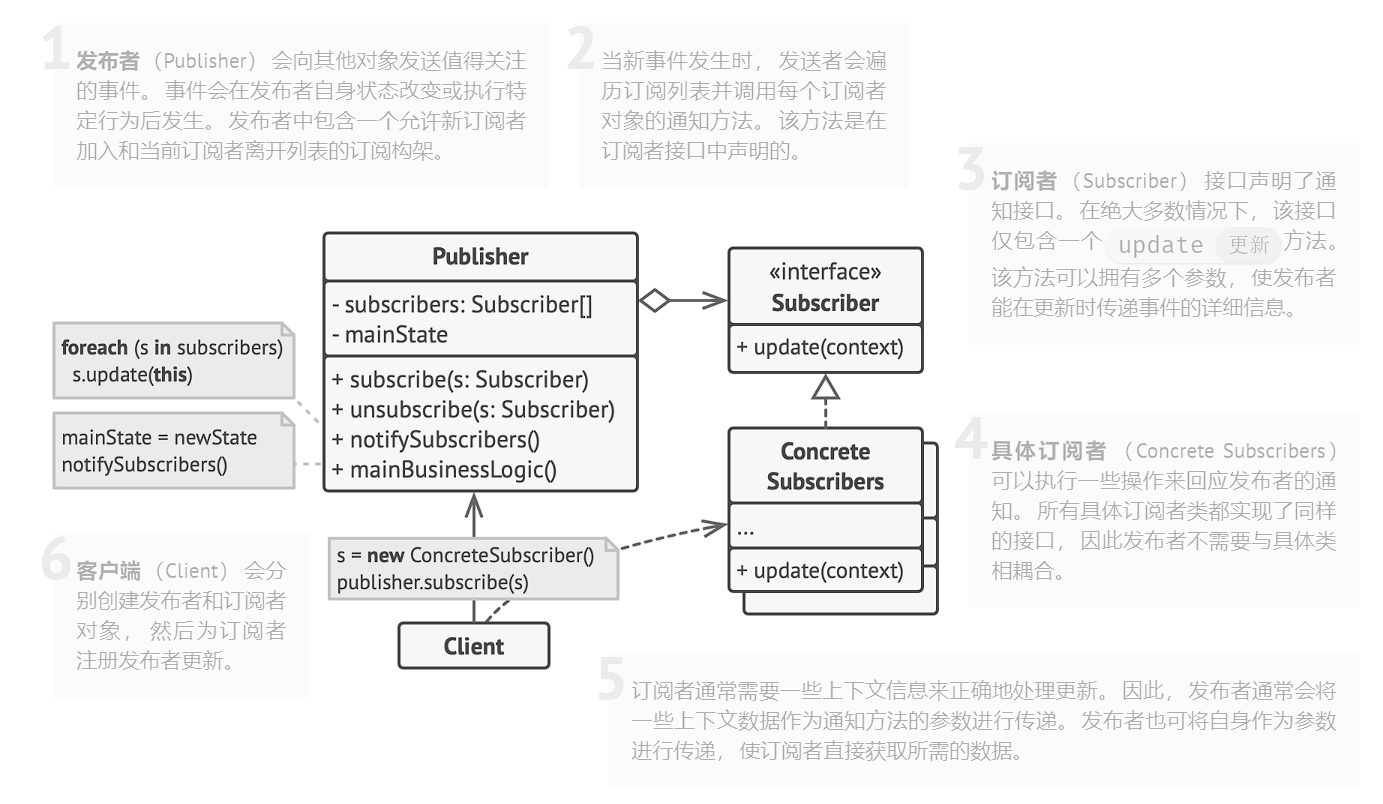 1
发布者（Publisher）会向其他对象发送值得关注
的事件。事件会在发布者自身状态改变或执行特
定行为后发生。发布者中包含一个允许新订阅者
加入和当前订阅者离开列表的订阅构架。
2
当新事件发生时，发送者会遍
历订阅列表并调用每个订阅者
对象的通知方法。该方法是在
订阅者接口中声明的。
3
订阅者（Subscriber）接口声明了通
知接口。在绝大多数情况下，该接口
仅包含一个 update 更新 方法。
该方法可以拥有多个参数，使发布者
能在更新时传递事件的详细信息。
Publisher
- subscribers: Subscriber[]
- mainState
+ subscribe(s: Subscriber)
+ unsubscribe(s: Subscriber)
+ notifySubscribers()
+ mainBusinessLogic()
«interface»
Subscriber
+ update(context)
foreach (s in subscribers)
s.update(this)
mainState = newState
notifySubscribers()
Concrete
Subscribers
...
+ update(context)
4
具体订阅者（Concrete Subscribers）
可以执行一些操作来回应发布者的通
知。所有具体订阅者类都实现了同样
的接口，因此发布者不需要与具体类
相耦合。
s = new ConcreteSubscriber()
publisher.subscribe(s)
Client
6
客户端（Client）会分
别创建发布者和订阅者
对象，然后为订阅者
注册发布者更新。
5
订阅者通常需要一些上下文信息来正确地处理更新。因此，发布者通常会将
一些上下文数据作为通知方法的参数进行传递。发布者也可将自身作为参数
进行传递，使订阅者直接获取所需的数据。